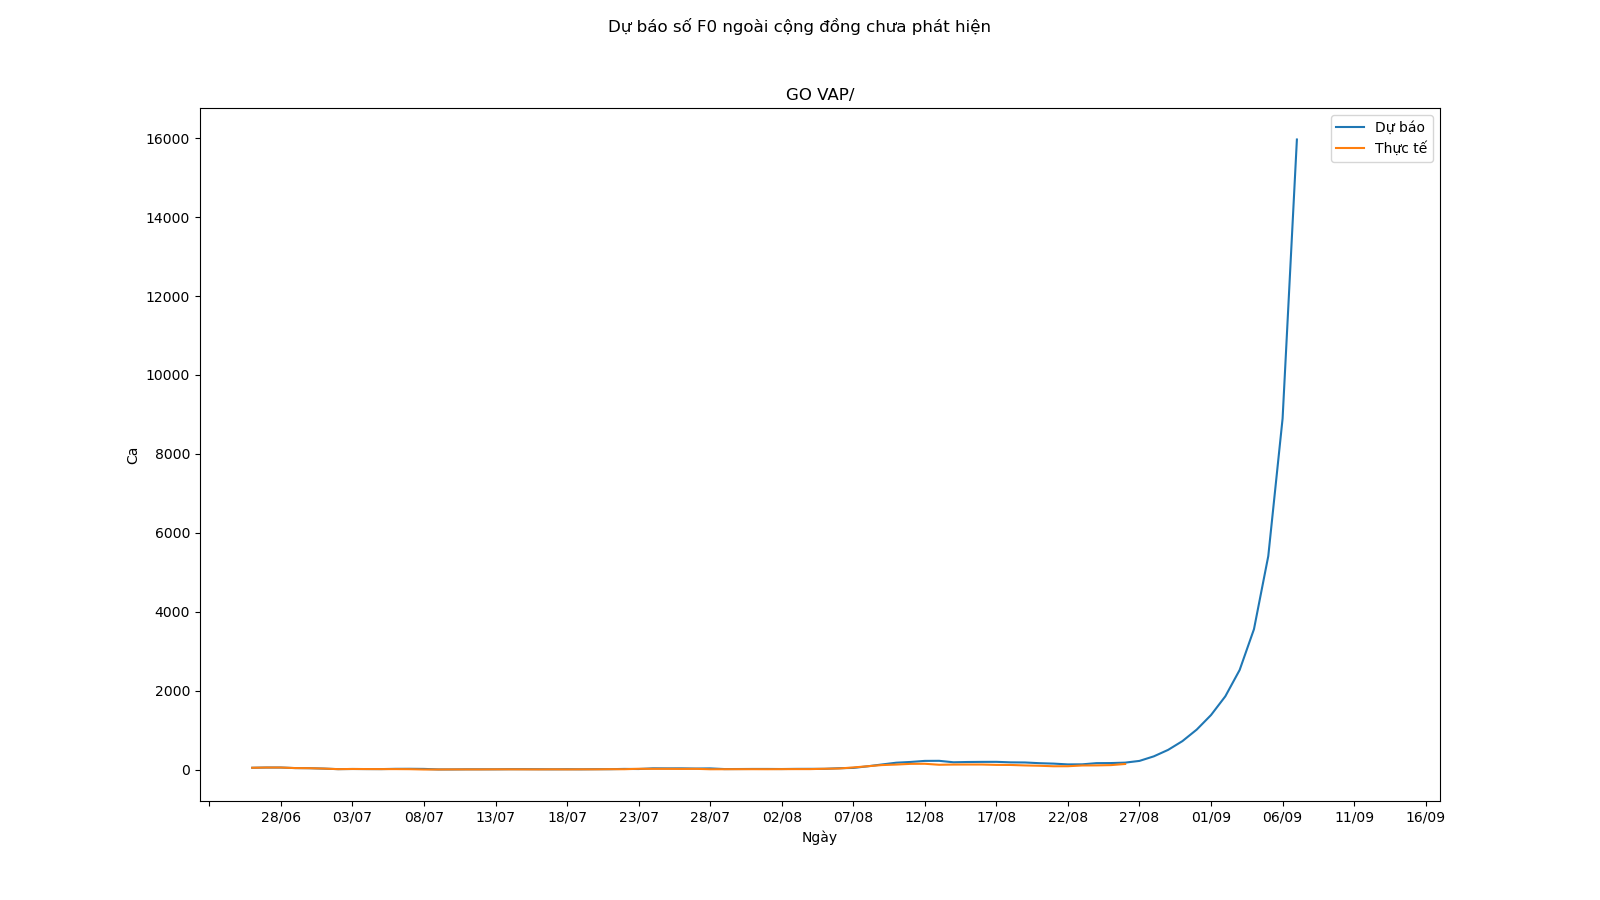 Dự báo số F0 ngoài cộng đồng chưa phát hiện
GO VAP/
Dự báo
Thực tế
16000
14000
12000
10000
8000
6000
4000
2000
0
Ca
28/06 03/07 08/07 13/07 18/07 23/07 28/07 02/08 07/08 12/08 17/08 22/08 27/08 01/09 06/09 11/09 16/09
Ngày